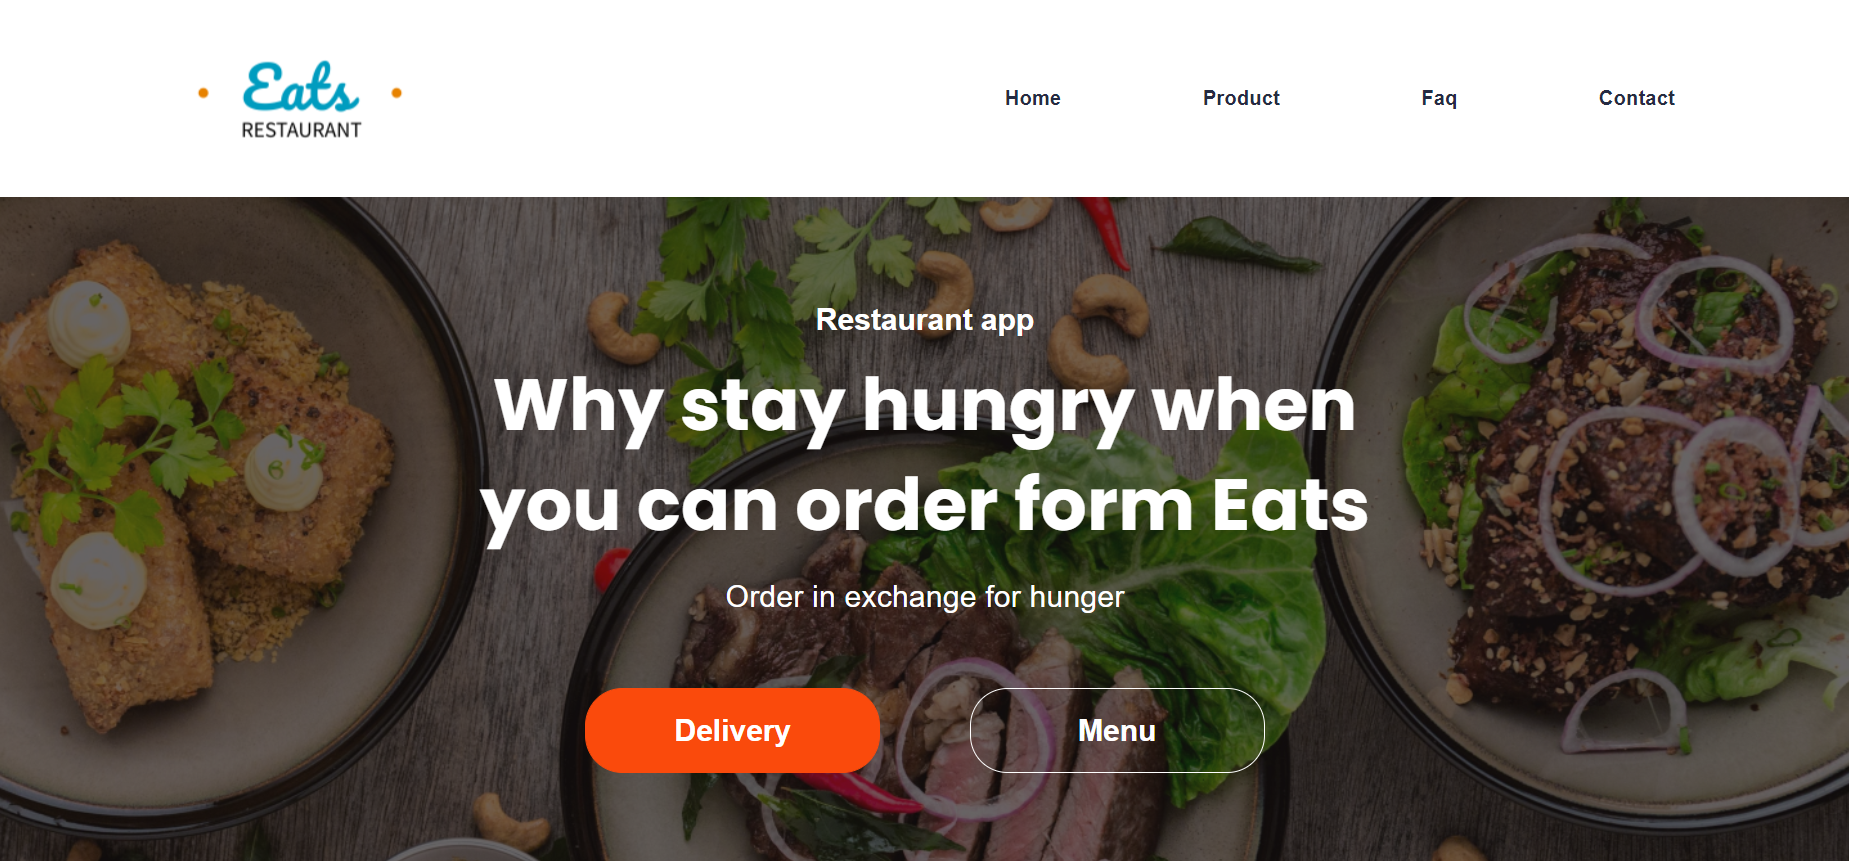 Eats
RESTAURANT
Home Product Faq Contact
Restaurant app
Why stay hungry when
you can order form Eats
Order in exchange for hunger
Delivery Menu